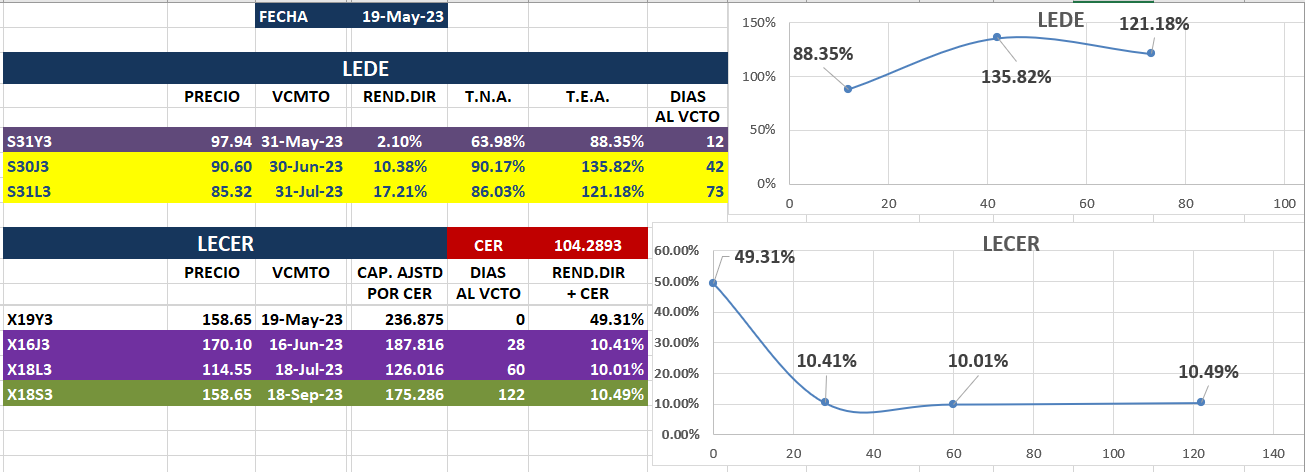 FECHA 19-May-23
LEDE
PRECIO VCMTO REND.DIR T.N.A. T.E.A. DIAS
AL VCTO
S31Y3 97.94 31-May-23 2.10% 63.98% 88.35% 12
S30J3 90.60 30-Jun-23 10.38% 90.17% 135.82% 42
S31L3 85.32 31-Jul-23 17.21% 86.03% 121.18% 73
LECER CER 104.2893
PRECIO VCMTO CAP. AJSTD DIAS REND.DIR
POR CER AL VCTO + CER
X19Y3 158.65 19-May-23 236.875 0 49.31%
X16J3 170.10 16-Jun-23 187.816 28 10.41%
X18L3 114.55 18-Jul-23 126.016 60 10.01%
X18S3 158.65 18-Sep-23 175.286 122 10.49%
LEDE
150%
100%
50%
0%
88.35%
135.82%
121.18%
0 20 40 60 80 100
LECER
60.00%
50.00%
40.00%
30.00%
20.00%
10.00%
0.00%
49.31%
10.41%
10.01%
10.49%
0 20 40 60 80 100 120 140